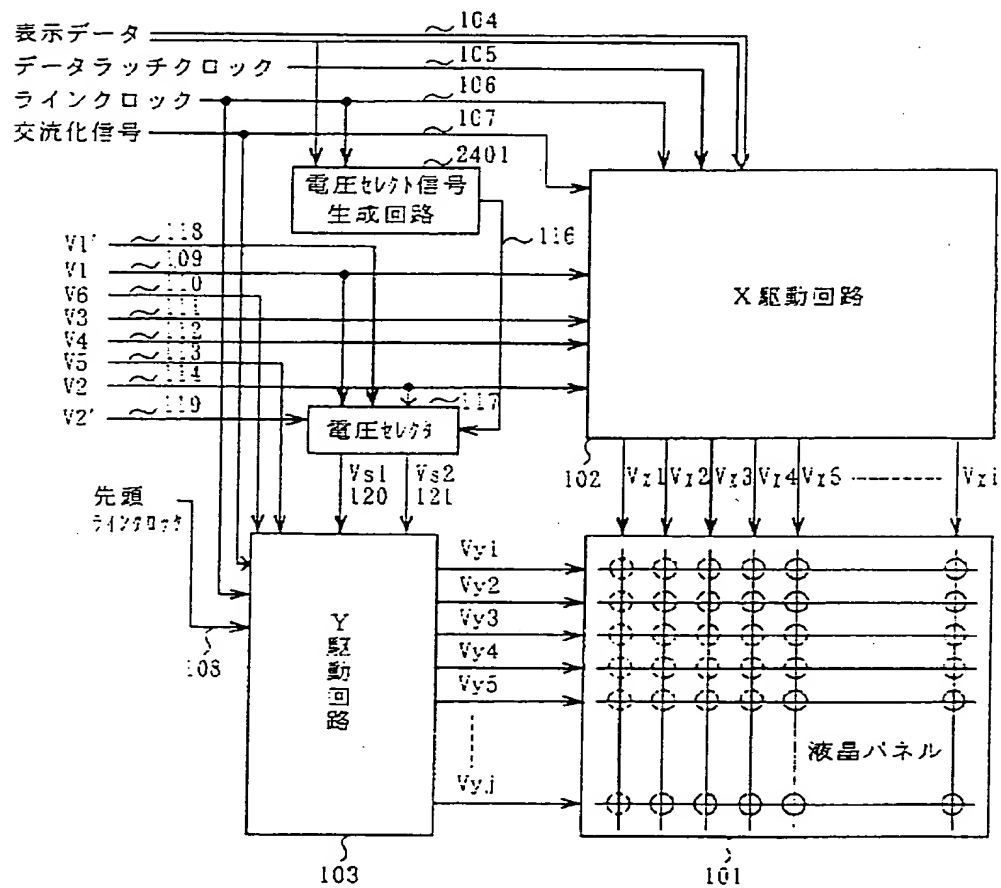 表示データ
104
データラッチクロック
105
ラインクロック
106
交流化信号
107
2401
電圧セレクト信号
生成回路
116
V1'
118
V1
109
V6
110
V3
111
V4
112
V5
113
V2
114
V2'
119
117
電圧セレクタ
X駆動回路
102
Vs1
120
Vs2
121
Vx1
Vx2
Vx3
Vx4
Vx5
Vxi
先頭
ラインクロック
108
Y駆動回路
103
Vy1
Vy2
Vy3
Vy4
Vy5
Vyj
液晶パネル
101